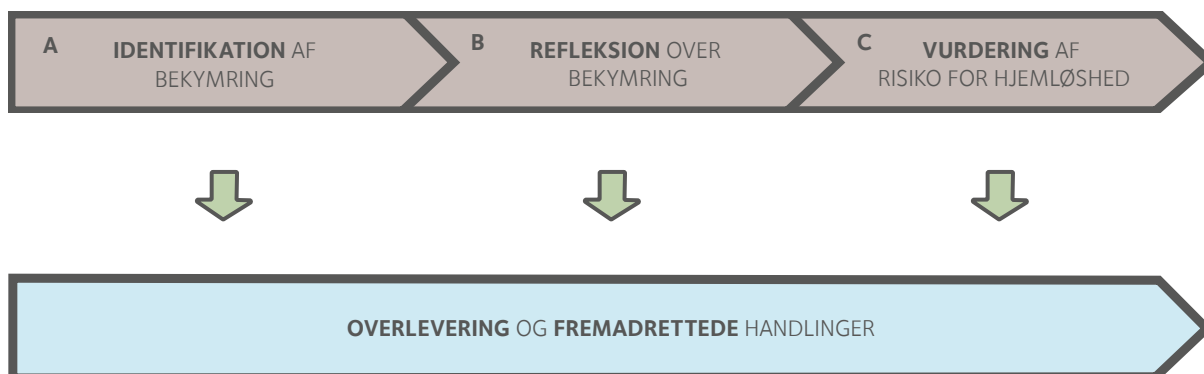 A
IDENTIFIKATION AF
BEKYMRING
B
REFLEKSION OVER
BEKYMRING
C
VURDERING AF
RISIKO FOR HJEMLØSHED
OVERLEVERING OG FREMADRETTEDE HANDLINGER